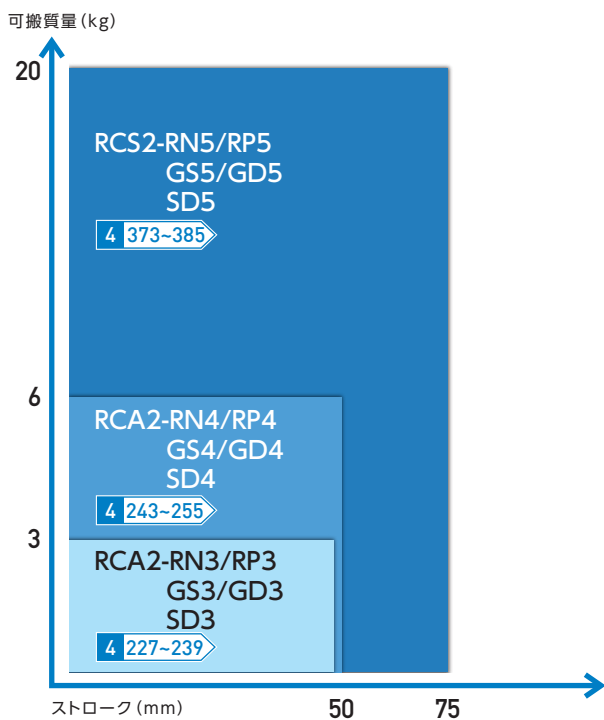 可搬質量(kg)
20
RCS2-RN5/RP5
GS5/GD5
SD5
4 373~385
6
RCA2-RN4/RP4
GS4/GD4
SD4
4 243~255
3
RCA2-RN3/RP3
GS3/GD3
SD3
4 227~239
ストローク(mm)
50
75